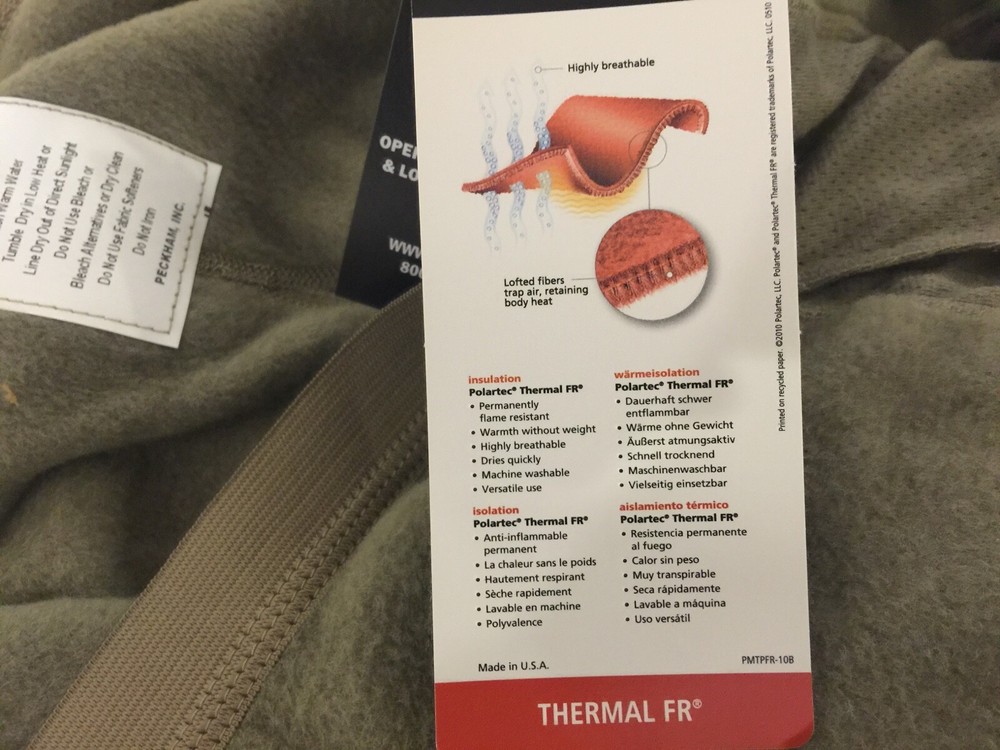 Warm Water
Tumble Dry in Low Heat or
Line Dry Out of Direct Sunlight
Do Not Use Bleach or
Bleach Alternatives or Dry Clean
Do Not Use Fabric Softeners
Do Not Iron
PECKHAM, INC.
& LO
WWW
800
Highly breathable
Lofted fibers
trap air, retaining
body heat
insulation
Polartec® Thermal FR®
• Permanently
flame resistant
• Warmth without weight
• Highly breathable
• Dries quickly
• Machine washable
• Versatile use
wärmeisolation
Polartec® Thermal FR®
• Dauerhaft schwer
entflammbar
• Wärme ohne Gewicht
• Äußerst atmungsaktiv
• Schnell trocknend
• Maschinenwaschbar
• Vielseitig einsetzbar
isolation
Polartec® Thermal FR®
• Anti-inflammable
permanent
• La chaleur sans le poids
• Hautement respirant
• Sèche rapidement
• Lavable en machine
• Polyvalence
aislamiento térmico
Polartec® Thermal FR®
• Resistencia permanente
al fuego
• Calor sin peso
• Muy transpirable
• Seca rápidamente
• Lavable a máquina
• Uso versátil
Made in U.S.A.
PMTPFR-10B
THERMAL FR®
Printed on recycled paper. ©2010 Polartec, LLC. Polartec® and Polartec® Thermal FR® are registered trademarks of Polartec, LLC. 0510